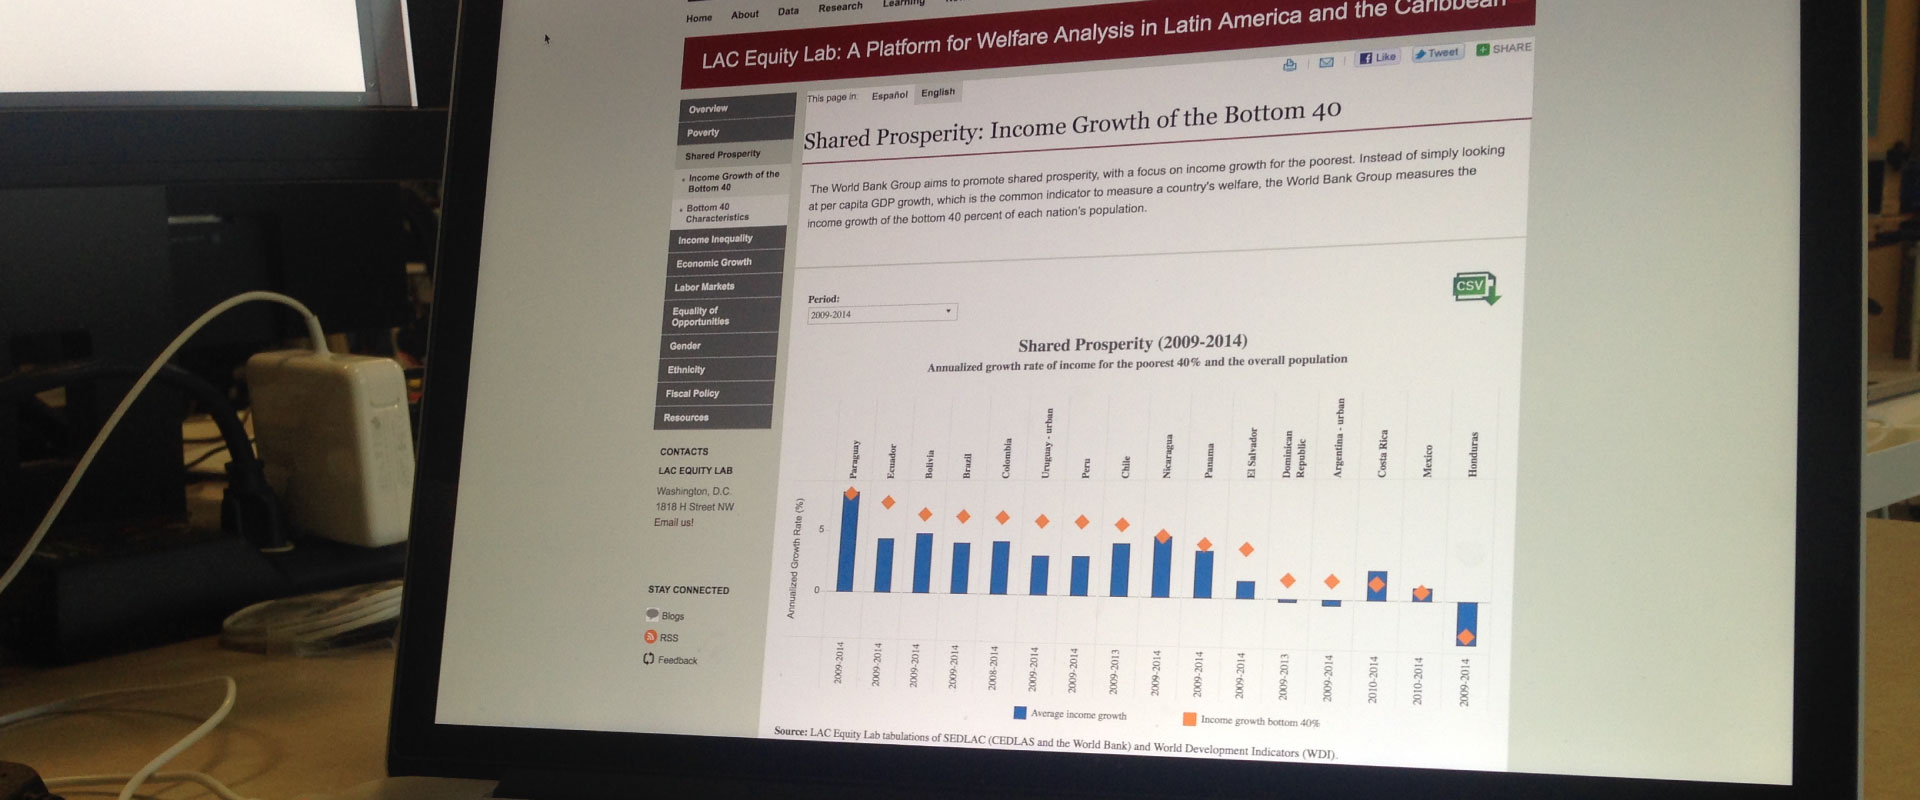 Home About Data Research Learning
LAC Equity Lab: A Platform for Welfare Analysis in Latin America and the Caribbean
Like Tweet SHARE
This page in: Español English
Overview
Poverty
Shared Prosperity
Income Growth of the
Bottom 40
Bottom 40
Characteristics
Income Inequality
Economic Growth
Labor Markets
Equality of
Opportunities
Gender
Ethnicity
Fiscal Policy
Resources
CONTACTS
LAC EQUITY LAB
Washington, D.C.
1818 H Street NW
Email us!
STAY CONNECTED
Blogs
RSS
Feedback
Shared Prosperity: Income Growth of the Bottom 40
The World Bank Group aims to promote shared prosperity, with a focus on income growth for the poorest. Instead of simply looking
at per capita GDP growth, which is the common indicator to measure a country's welfare, the World Bank Group measures the
income growth of the bottom 40 percent of each nation's population.
CSV
Period:
2009-2014
Shared Prosperity (2009-2014)
Annualized growth rate of income for the poorest 40% and the overall population
Paraguay
Ecuador
Bolivia
Brazil
Colombia
Uruguay - urban
Peru
Chile
Nicaragua
Panama
El Salvador
Dominican
Republic
Argentina - urban
Costa Rica
Mexico
Honduras
Annualized Growth Rate (%)
5
0
2009-2014
2009-2014
2009-2014
2009-2014
2008-2014
2009-2014
2009-2014
2009-2013
2009-2014
2009-2014
2009-2014
2009-2013
2009-2014
2010-2014
2010-2014
2009-2014
Average income growth
Income growth bottom 40%
Source: LAC Equity Lab tabulations of SEDLAC (CEDLAS and the World Bank) and World Development Indicators (WDI).